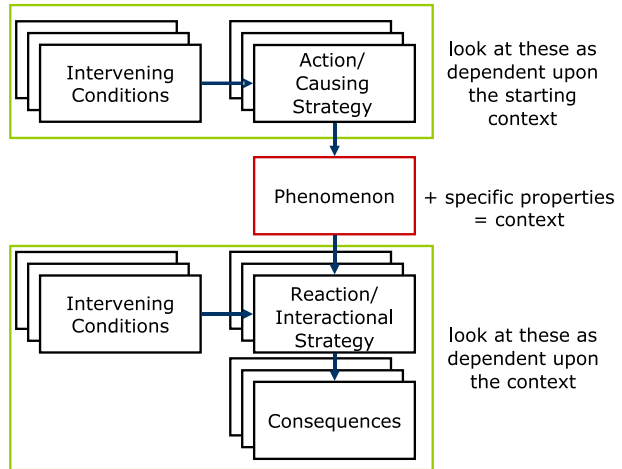 Intervening
Conditions
Action/
Causing
Strategy
look at these as
dependent upon
the starting
context
Phenomenon
+ specific properties
= context
Intervening
Conditions
Reaction/
Interactional
Strategy
look at these as
dependent upon
the context
Consequences